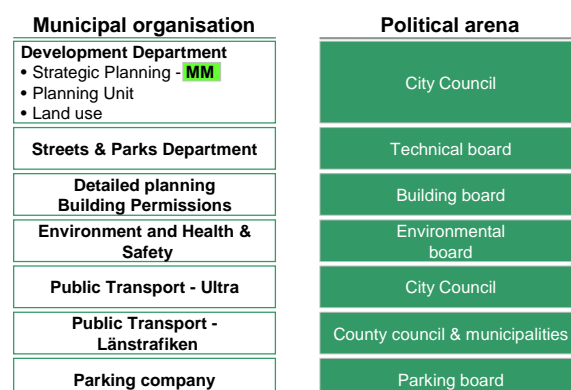 Municipal organisation
Political arena
Development Department
• Strategic Planning - MM
• Planning Unit
• Land use
City Council
Streets & Parks Department
Technical board
Detailed planning
Building Permissions
Building board
Environment and Health &
Safety
Environmental
board
Public Transport - Ultra
City Council
Public Transport -
Länstrafiken
County council & municipalities
Parking company
Parking board